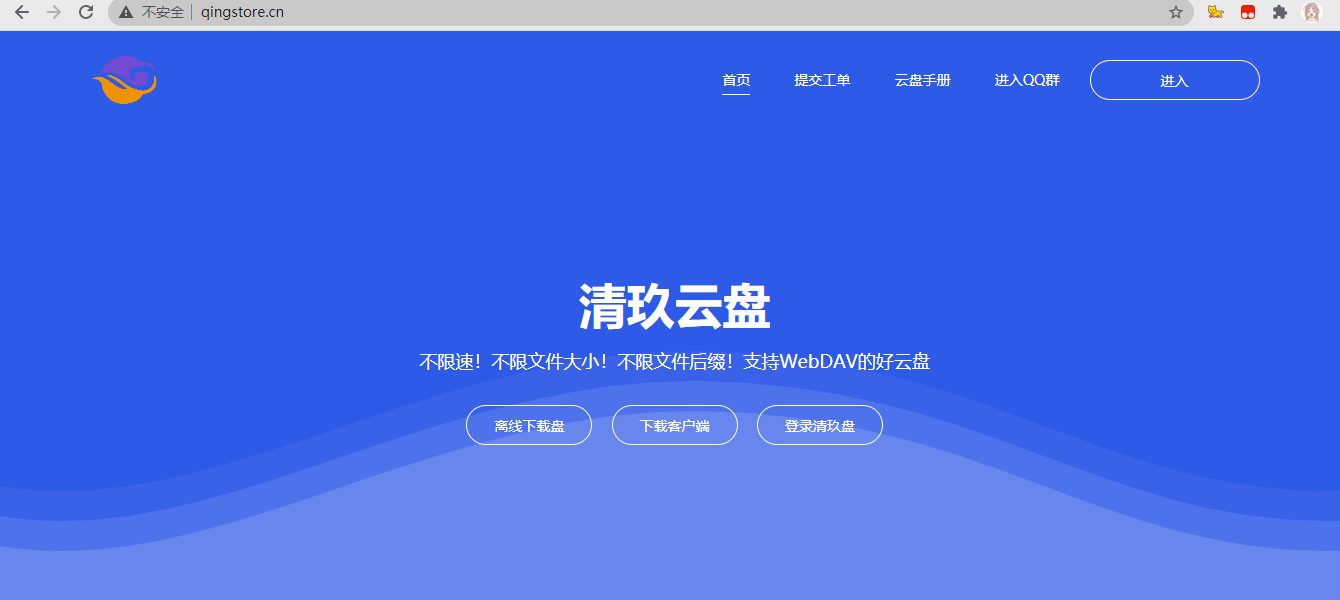 不安全 qingstore.cn
首页 提交工单 云盘手册 进入QQ群 进入
清玖云盘
不限速！不限文件大小！不限文件后缀！支持WebDAV的好云盘
离线下载盘 下载客户端 登录清玖盘